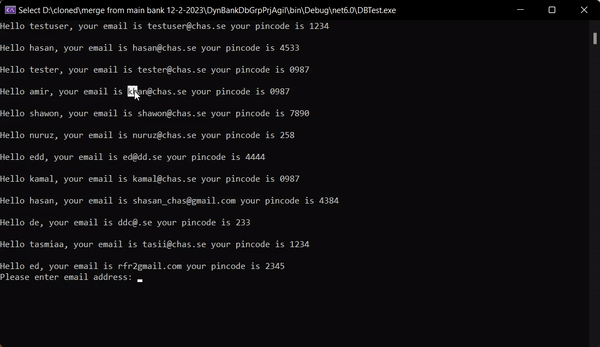 Select D:\cloned\merge from main bank 12-2-2023\DynBankDbGrpPrjAgil\bin\Debug\net6.0\DBTest.exe
Hello testuser, your email is testuser@chas.se your pincode is 1234
Hello hasan, your email is hasan@chas.se your pincode is 4533
Hello tester, your email is tester@chas.se your pincode is 0987
Hello amir, your email is khan@chas.se your pincode is 0987
Hello shawon, your email is shawon@chas.se your pincode is 7890
Hello nuruz, your email is nuruz@chas.se your pincode is 258
Hello edd, your email is ed@dd.se your pincode is 4444
Hello kamal, your email is kamal@chas.se your pincode is 0987
Hello hasan, your email is shasan_chas@gmail.com your pincode is 4384
Hello de, your email is ddc@.se your pincode is 233
Hello tasmiaa, your email is tasii@chas.se your pincode is 1234
Hello ed, your email is rfr2gmail.com your pincode is 2345
Please enter email address: